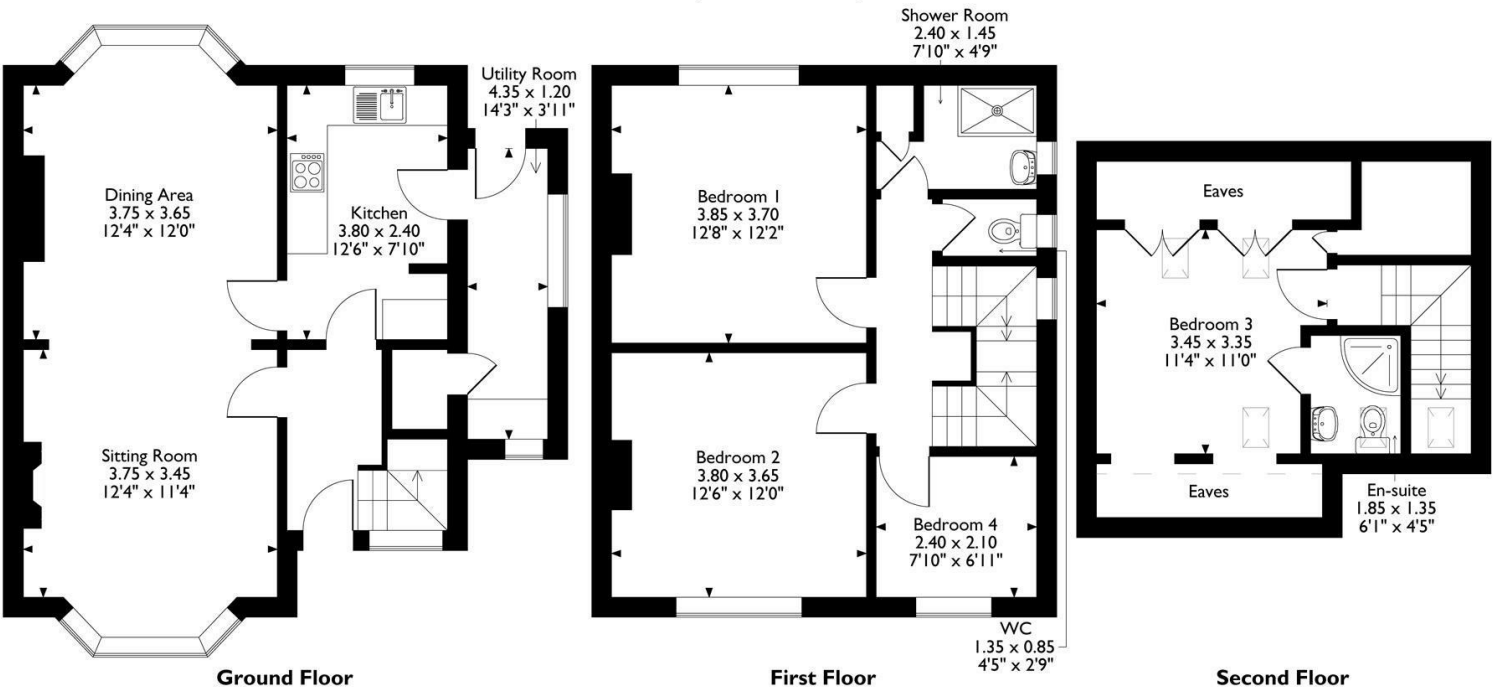 Utility Room
4.35 x 1.20
14'3" x 3'11"
Dining Area
3.75 x 3.65
12'4" x 12'0"
Kitchen
3.80 x 2.40
12'6" x 7'10"
Sitting Room
3.75 x 3.45
12'4" x 11'4"
Ground Floor
Shower Room
2.40 x 1.45
7'10" x 4'9"
Bedroom 1
3.85 x 3.70
12'8" x 12'2"
Bedroom 2
3.80 x 3.65
12'6" x 12'0"
Bedroom 4
2.40 x 2.10
7'10" x 6'11"
WC
1.35 x 0.85
4'5" x 2'9"
First Floor
Eaves
Bedroom 3
3.45 x 3.35
11'4" x 11'0"
Eaves
En-suite
1.85 x 1.35
6'1" x 4'5"
Second Floor